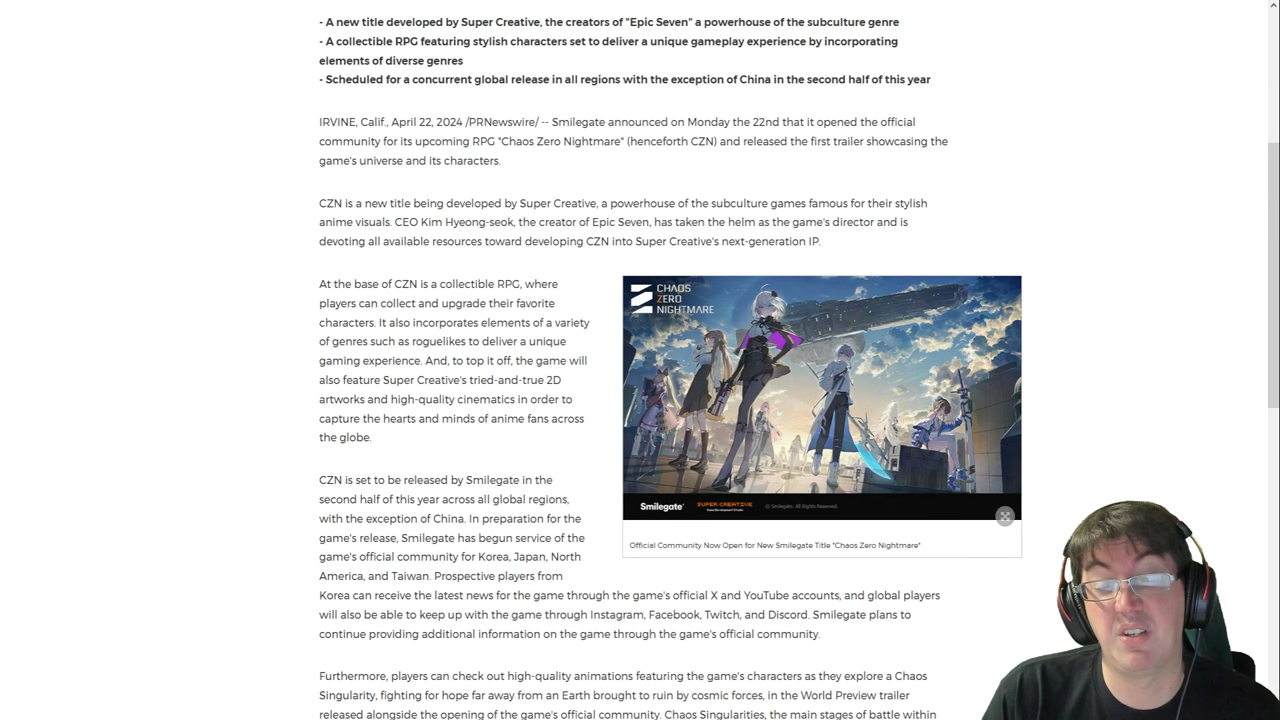 - A new title developed by Super Creative, the creators of "Epic Seven" a powerhouse of the subculture genre
- A collectible RPG featuring stylish characters set to deliver a unique gameplay experience by incorporating
elements of diverse genres
- Scheduled for a concurrent global release in all regions with the exception of China in the second half of this year
IRVINE, Calif., April 22, 2024 /PRNewswire/ -- Smilegate announced on Monday the 22nd that it opened the official
community for its upcoming RPG "Chaos Zero Nightmare" (henceforth CZN) and released the first trailer showcasing the
game's universe and its characters.
CZN is a new title being developed by Super Creative, a powerhouse of the subculture games famous for their stylish
anime visuals. CEO Kim Hyeong-seok, the creator of Epic Seven, has taken the helm as the game's director and is
devoting all available resources toward developing CZN into Super Creative's next-generation IP.
At the base of CZN is a collectible RPG, where
players can collect and upgrade their favorite
characters. It also incorporates elements of a variety
of genres such as roguelikes to deliver a unique
gaming experience. And, to top it off, the game will
also feature Super Creative's tried-and-true 2D
artworks and high-quality cinematics in order to
capture the hearts and minds of anime fans across
the globe.
CHAOS
ZERO
NIGHTMARE
Smilegate
SUPER CREATIVE
© Smilegate. All Rights Reserved.
Official Community Now Open for New Smilegate Title "Chaos Zero Nightmare"
CZN is set to be released by Smilegate in the
second half of this year across all global regions,
with the exception of China. In preparation for the
game's release, Smilegate has begun service of the
game's official community for Korea, Japan, North
America, and Taiwan. Prospective players from
Korea can receive the latest news for the game through the game's official X and YouTube accounts, and global players
will also be able to keep up with the game through Instagram, Facebook, Twitch, and Discord. Smilegate plans to
continue providing additional information on the game through the game's official community.
Furthermore, players can check out high-quality animations featuring the game's characters as they explore a Chaos
Singularity, fighting for hope far away from an Earth brought to ruin by cosmic forces, in the World Preview trailer
released alongside the opening of the game's official community. Chaos Singularities, the main stages of battle within